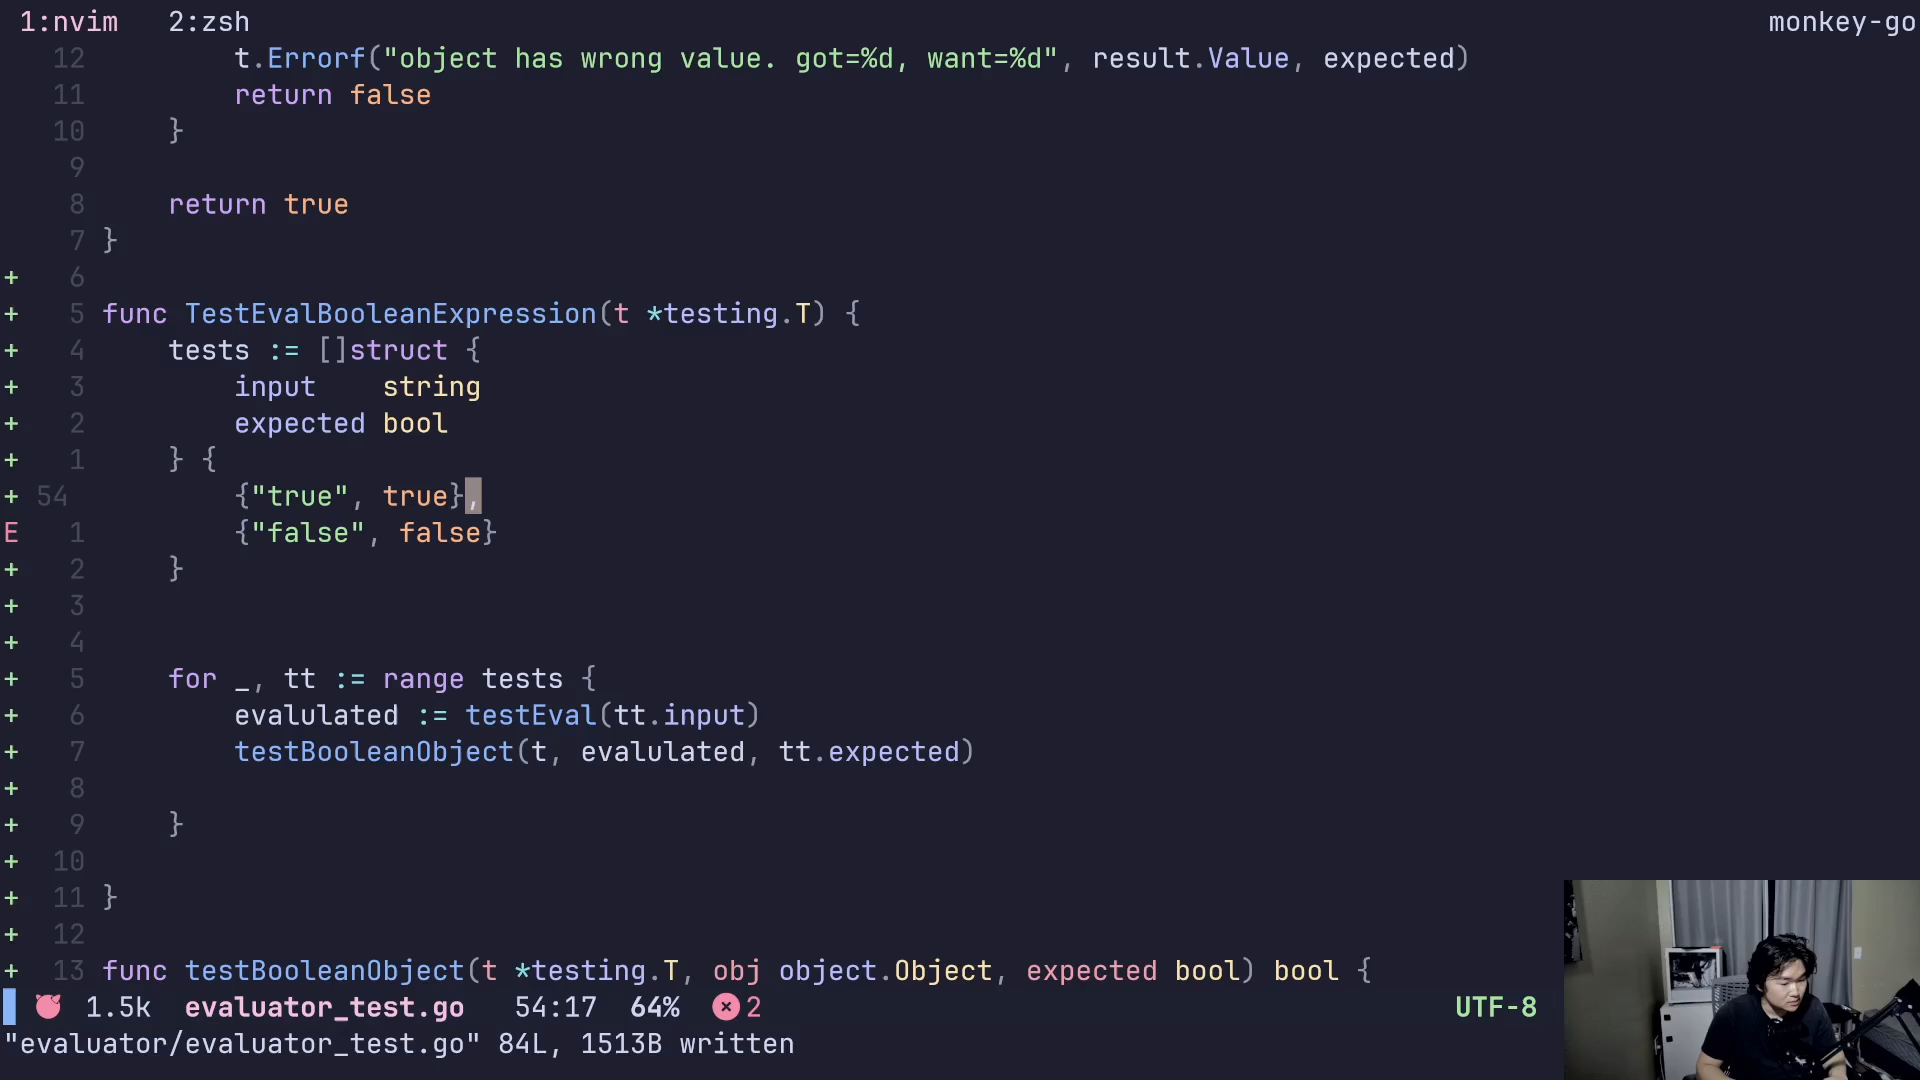 1:nvim 2:zsh monkey-go
12 t.Errorf("object has wrong value. got=%d, want=%d", result.Value, expected)
11 return false
10 }
9
8 return true
7 }
+ 6
+ 5 func TestEvalBooleanExpression(t *testing.T) {
+ 4 tests := []struct {
+ 3 input string
+ 2 expected bool
+ 1 } {
+ 54 {"true", true},
E 1 {"false", false}
+ 2 }
+ 3
+ 4
+ 5 for _, tt := range tests {
+ 6 evalulated := testEval(tt.input)
+ 7 testBooleanObject(t, evalulated, tt.expected)
+ 8
+ 9 }
+ 10
+ 11 }
+ 12
+ 13 func testBooleanObject(t *testing.T, obj object.Object, expected bool) bool {
1.5k evaluator_test.go 54:17 64% 2 UTF-8
"evaluator/evaluator_test.go" 84L, 1513B written